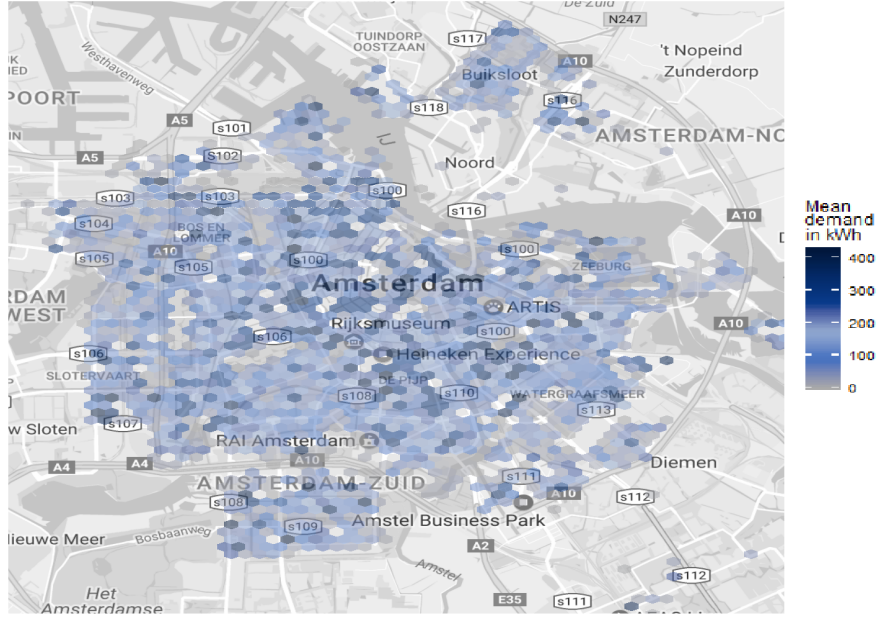 De Zuid
N247
s117
TUINDORP
OOSTZAAN
A10
't Nopeind
Buiksloot
Zunderdorp
Westhavenweg
POORT
s116
s118
A5
s101
AMSTERDAM-NO
IJ
A5
S102
Noord
s103
s103
s100
s116
A10
s104
BOS EN
LOMMER
A10
s100
s105
s105
s100
ZEEBURG
Amsterdam
RDAM
WEST
ARTIS
Rijksmuseum
s100
A10
s106
s106
Heineken Experience
SLOTERVAART
DE PIJP
s108
s110
WATERGRAAFSMEER
s113
s107
w Sloten
RAI Amsterdam
A4
A4
A10
Diemen
AMSTERDAM-ZUID
s111
A10
s112
s108
Amstel Business Park
s109
Nieuwe Meer
Bosbaanweg
A2
Amstel
s112
Het
Amsterdamse
E35
s111
Mean
demand
in kWh
400
300
200
100
0